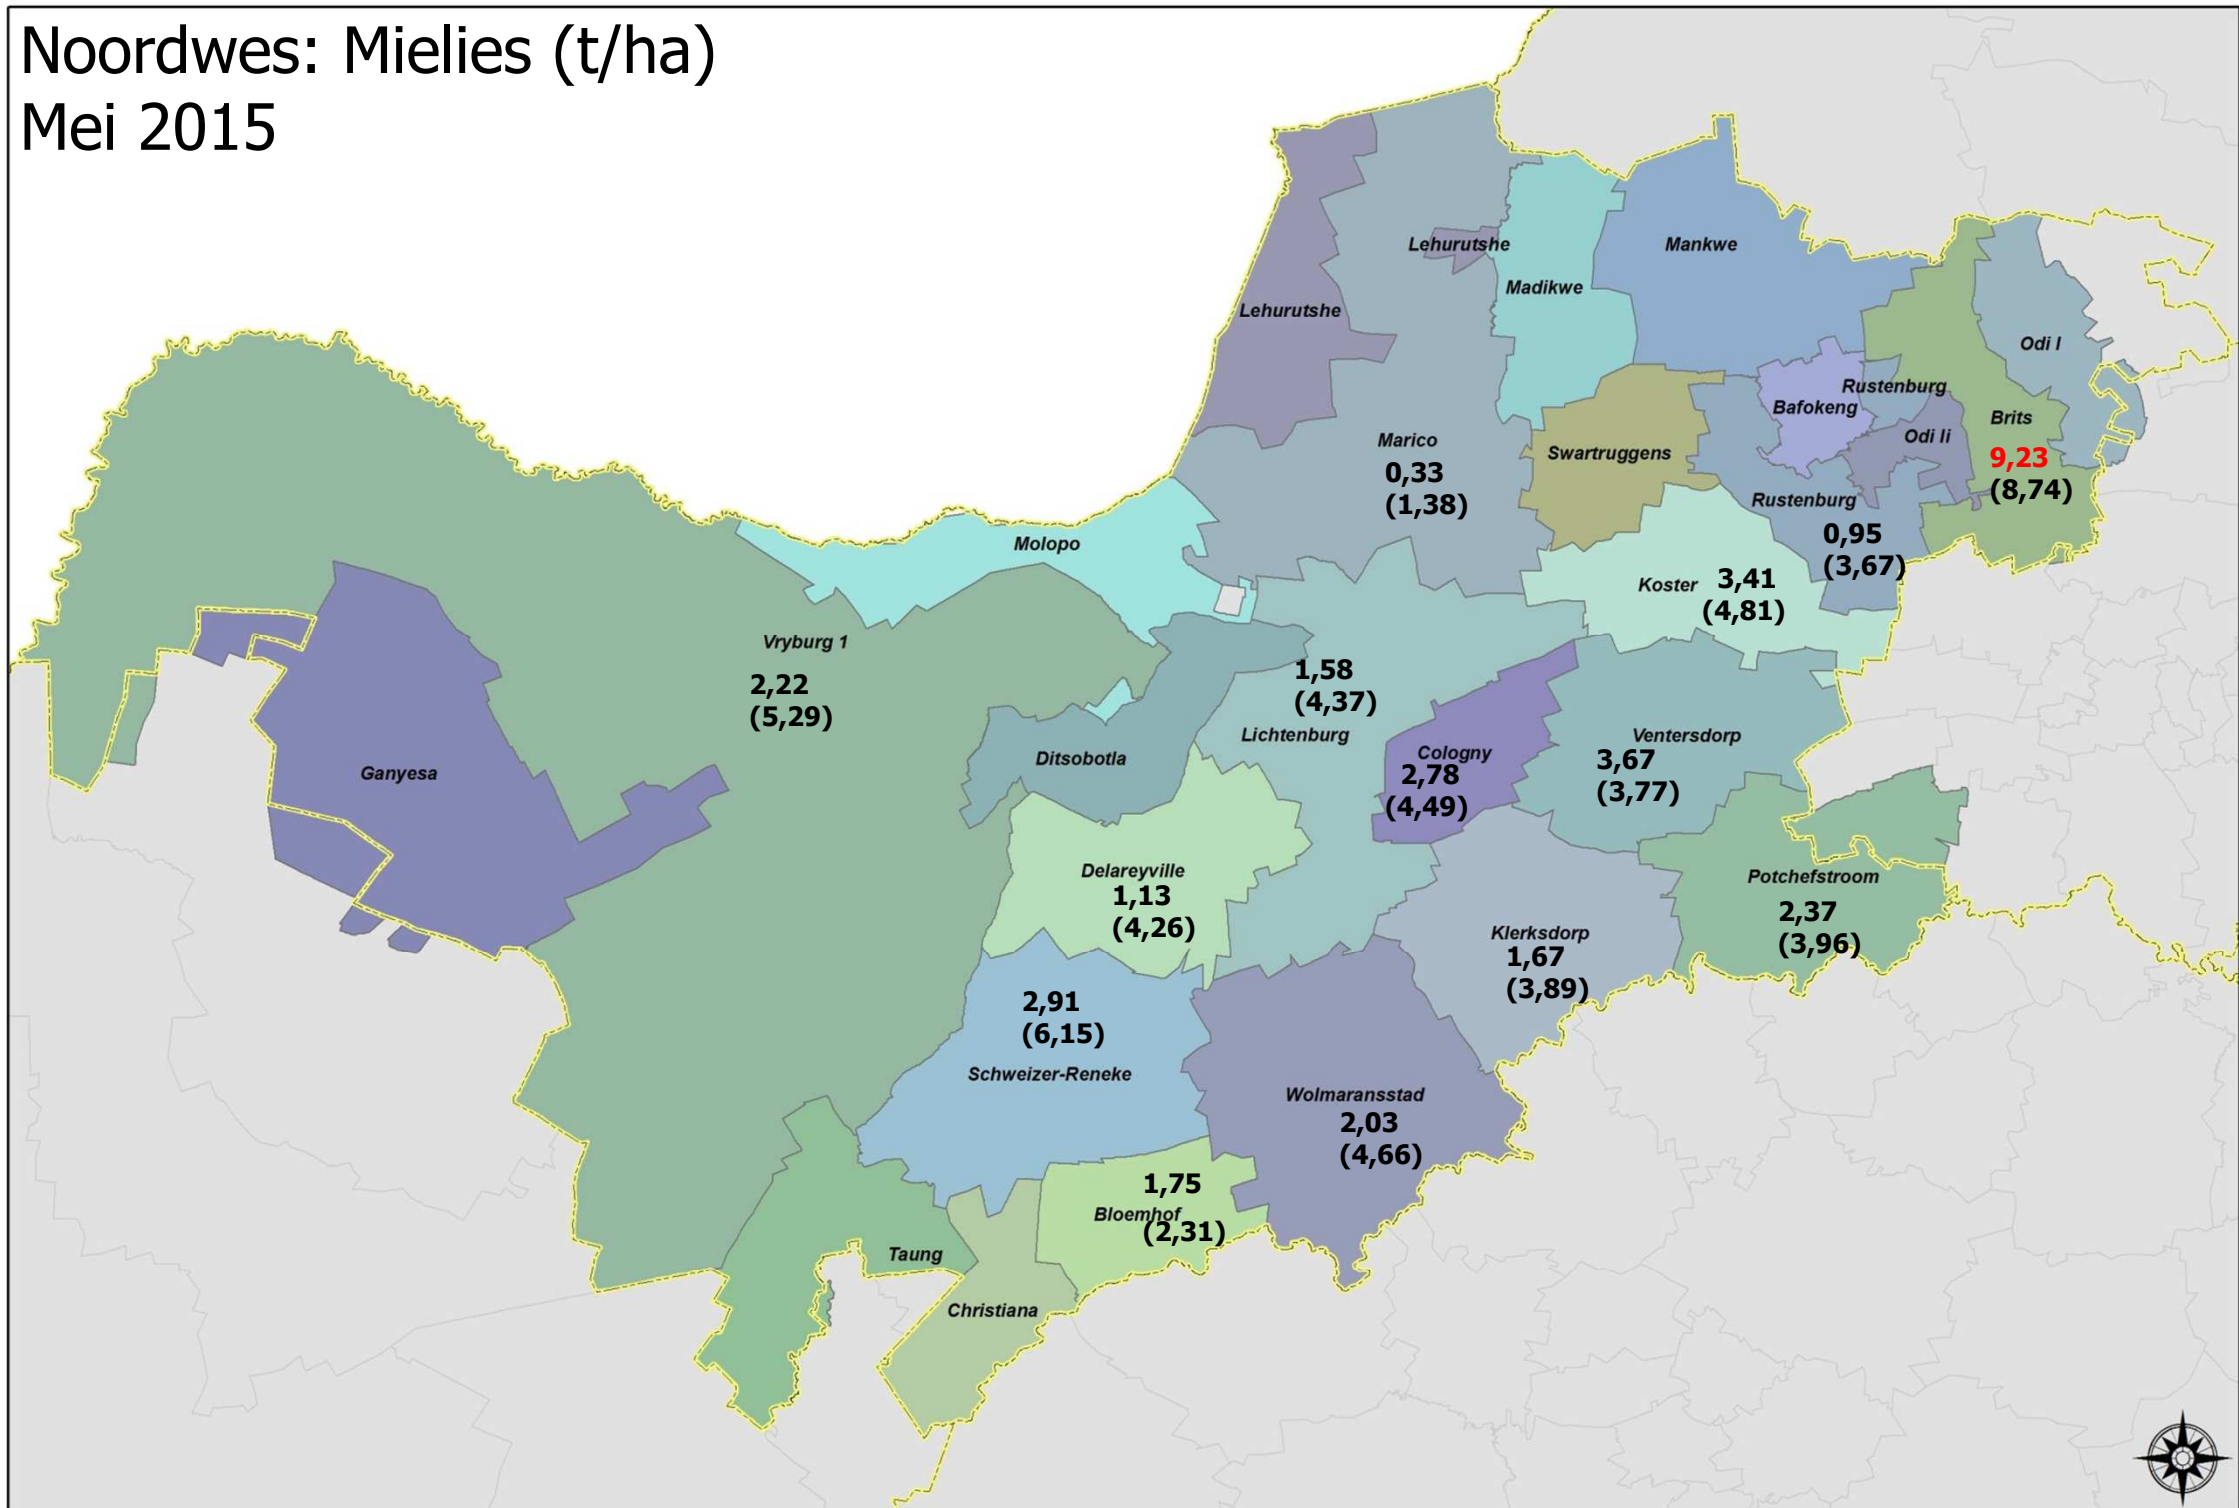 Noordwes: Mielies (t/ha)
Mei 2015
Lehurutshe
Mankwe
Madikwe
Lehurutshe
Odi I
Rustenburg
Bafokeng
Brits
Odi Ii
9,23
(8,74)
Marico
0,33
(1,38)
Swartruggens
Rustenburg
0,95
(3,67)
Molopo
Koster
3,41
(4,81)
Vryburg 1
2,22
(5,29)
1,58
(4,37)
Lichtenburg
Cologny
2,78
(4,49)
Ventersdorp
3,67
(3,77)
Ditsobotla
Ganyesa
Delareyville
1,13
(4,26)
Potchefstroom
2,37
(3,96)
Klerksdorp
1,67
(3,89)
2,91
(6,15)
Schweizer-Reneke
Wolmaransstad
2,03
(4,66)
1,75
Bloemhof
(2,31)
Taung
Christiana